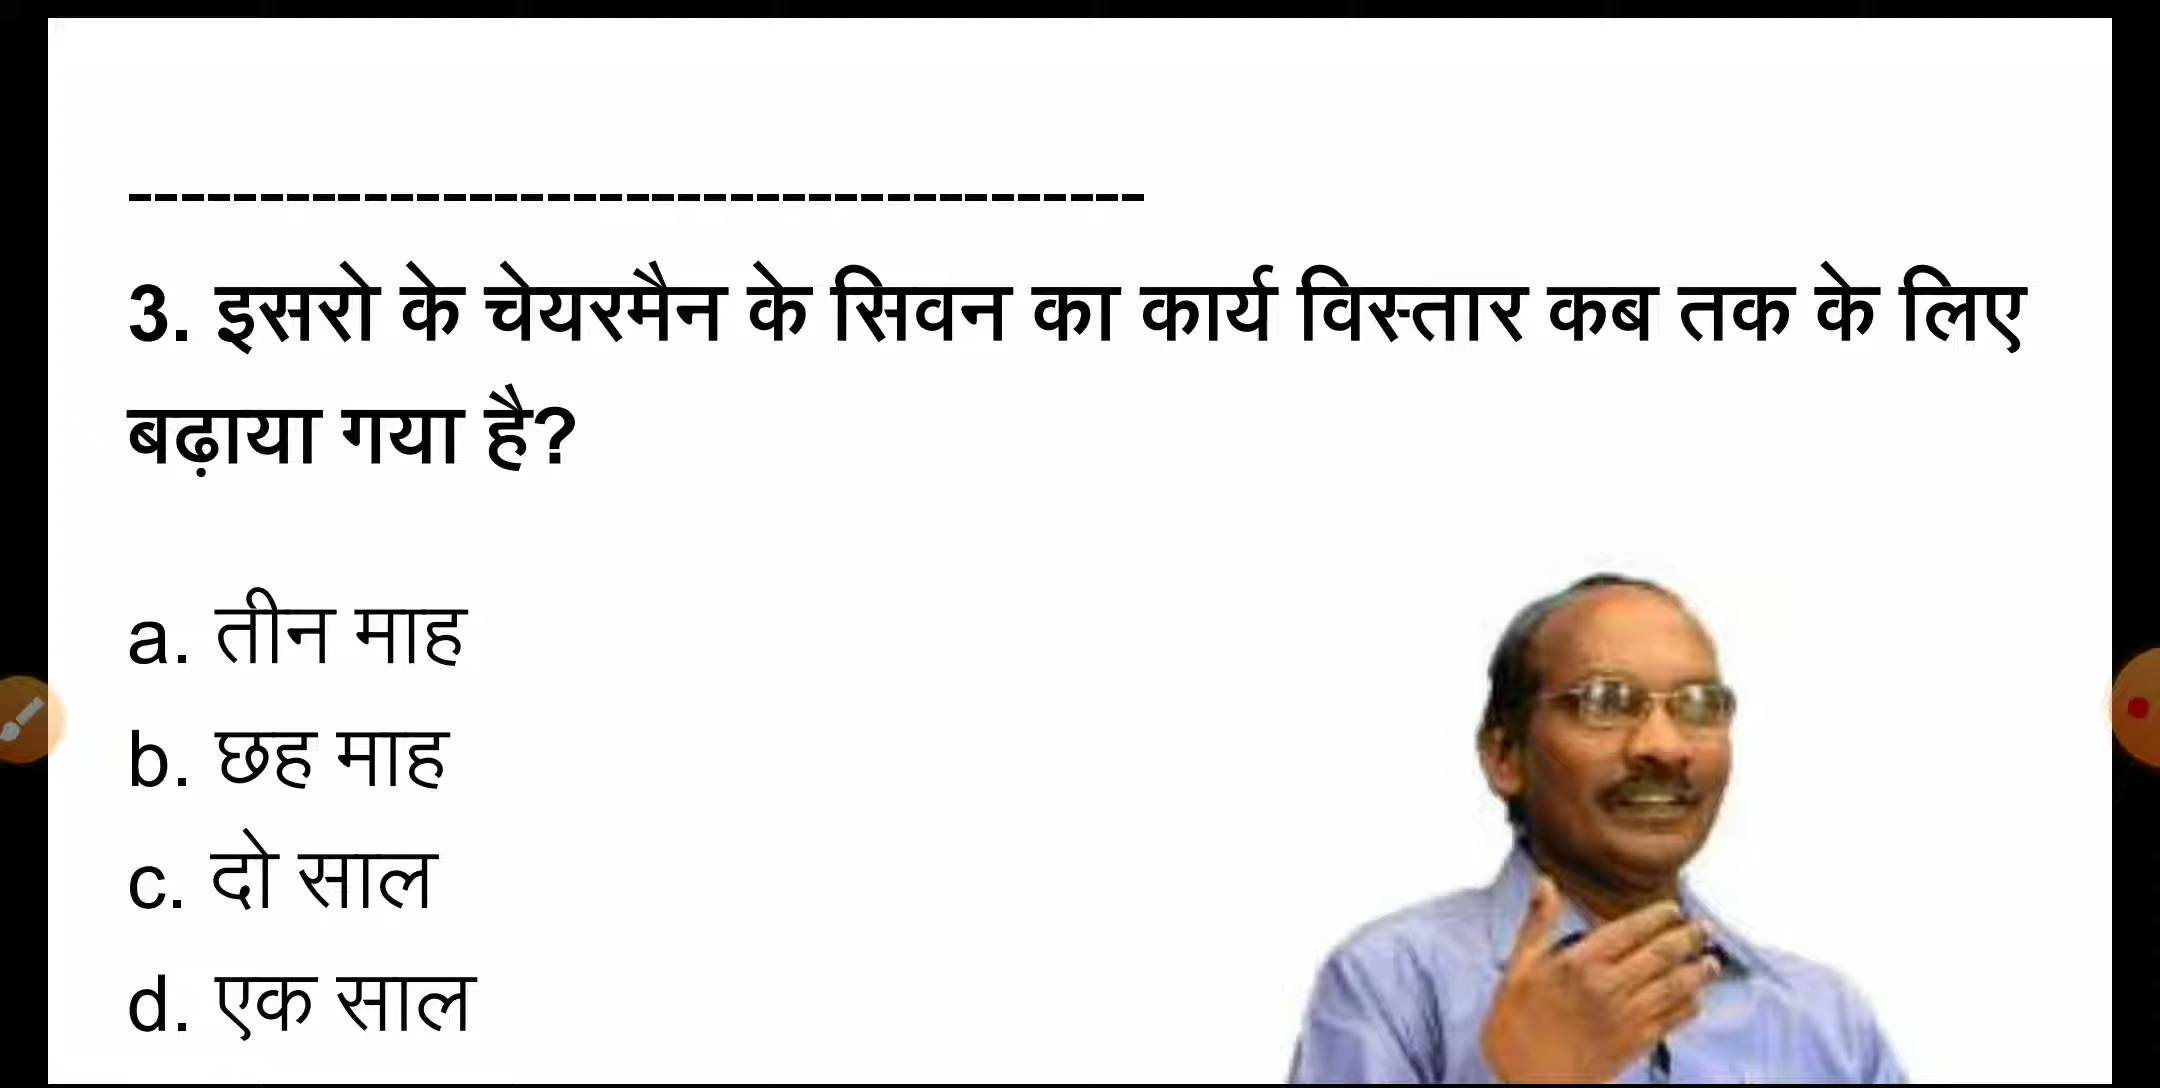 ---------------------------------------
3. इसरो के चेयरमैन के सिवन का कार्य विस्तार कब तक के लिए
बढ़ाया गया है?
a. तीन माह
b. छह माह
c. दो साल
d. एक साल